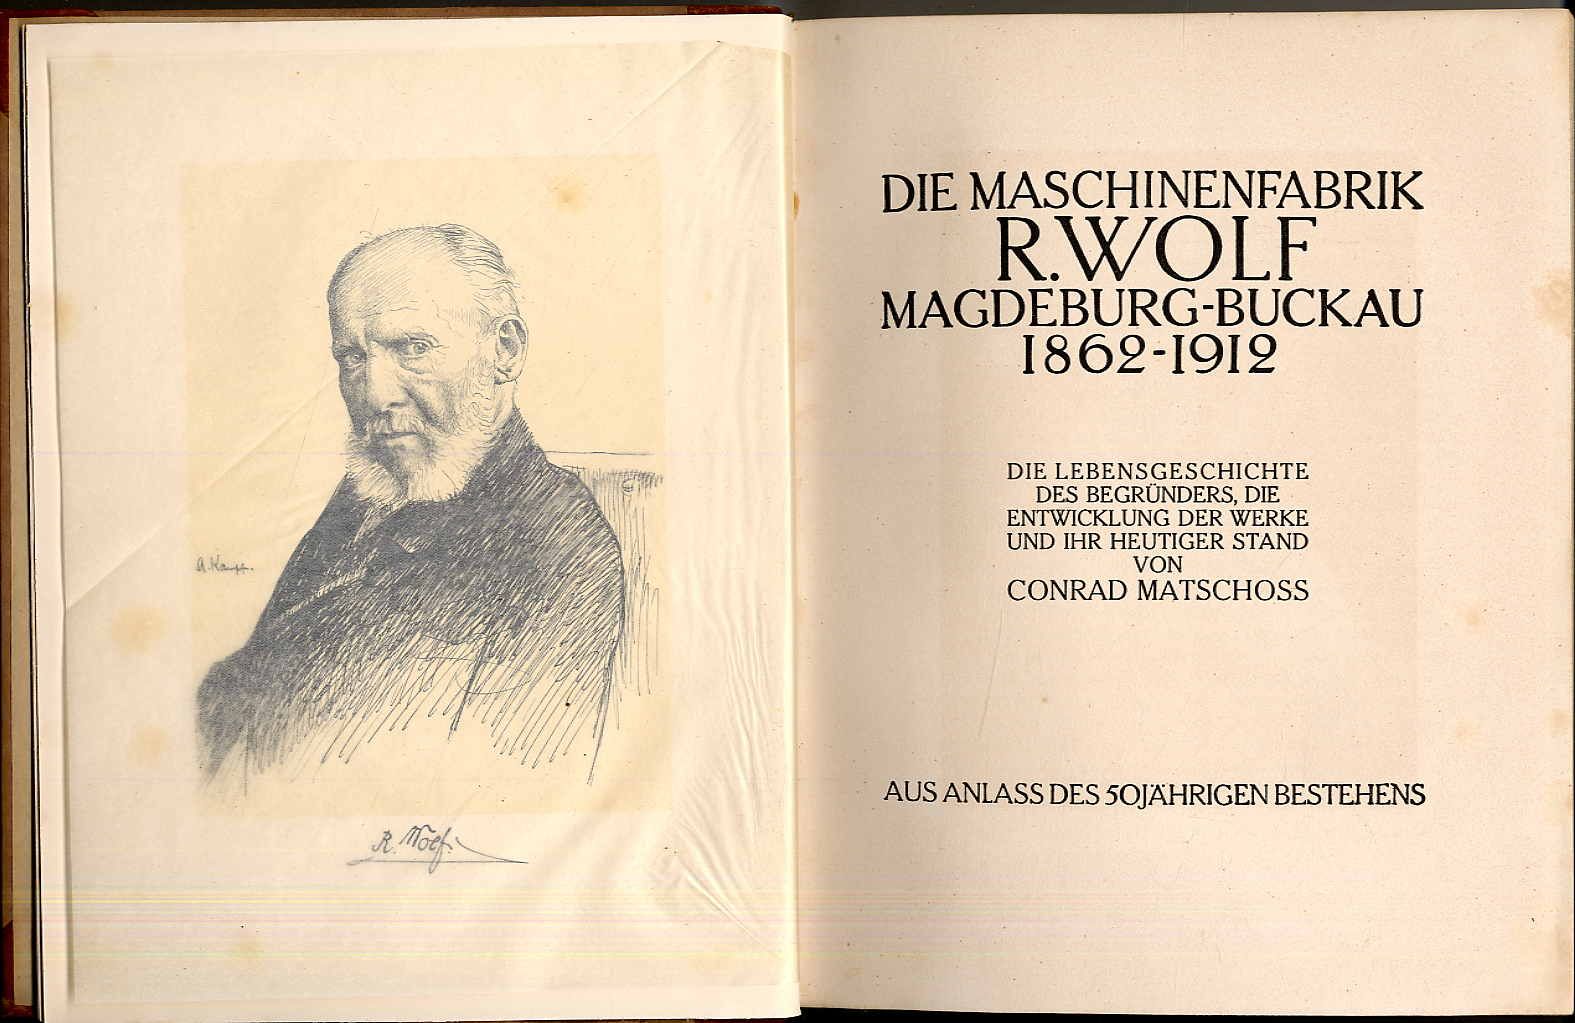 A. Kampf.
R. Wolf.
DIE MASCHINENFABRIK
R. WOLF
MAGDEBURG-BUCKAU
1862-1912
DIE LEBENSGESCHICHTE
DES BEGRÜNDERS, DIE
ENTWICKLUNG DER WERKE
UND IHR HEUTIGER STAND
VON
CONRAD MATSCHOSS
AUS ANLASS DES 50JÄHRIGEN BESTEHENS